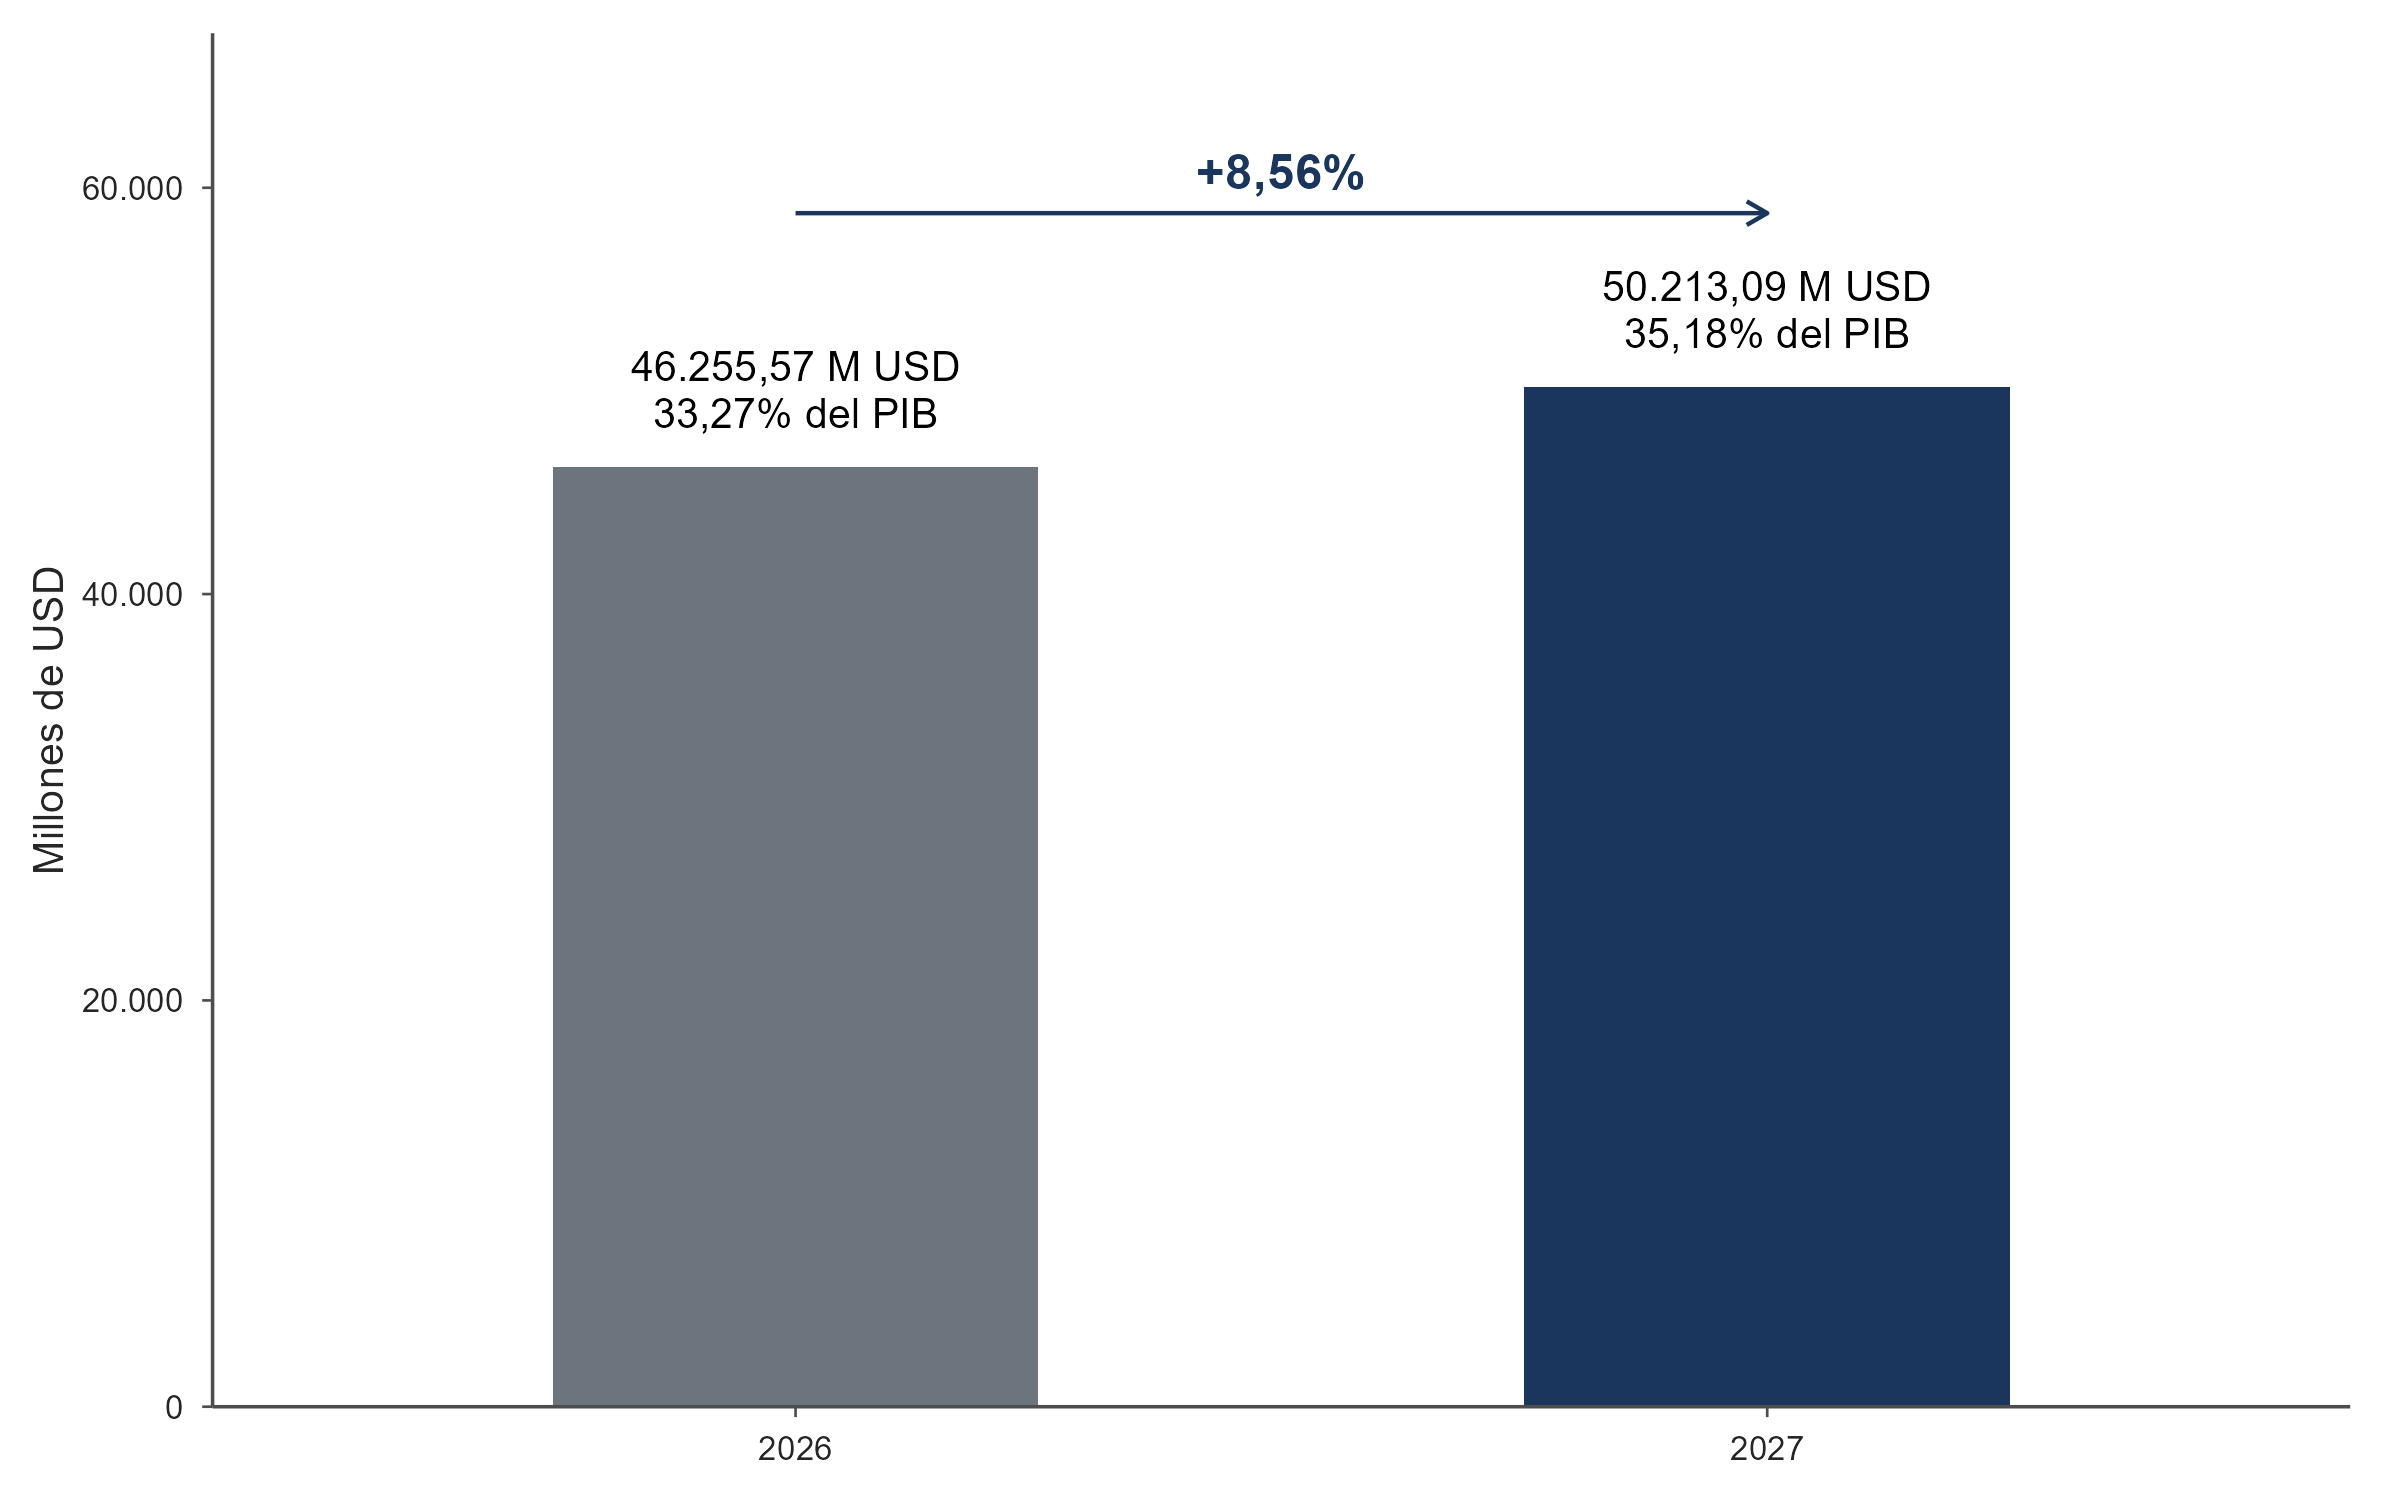 +8,56%
50.213,09 M USD
35,18% del PIB
46.255,57 M USD
33,27% del PIB
Millones de USD
60.000
40.000
20.000
0
2026
2027